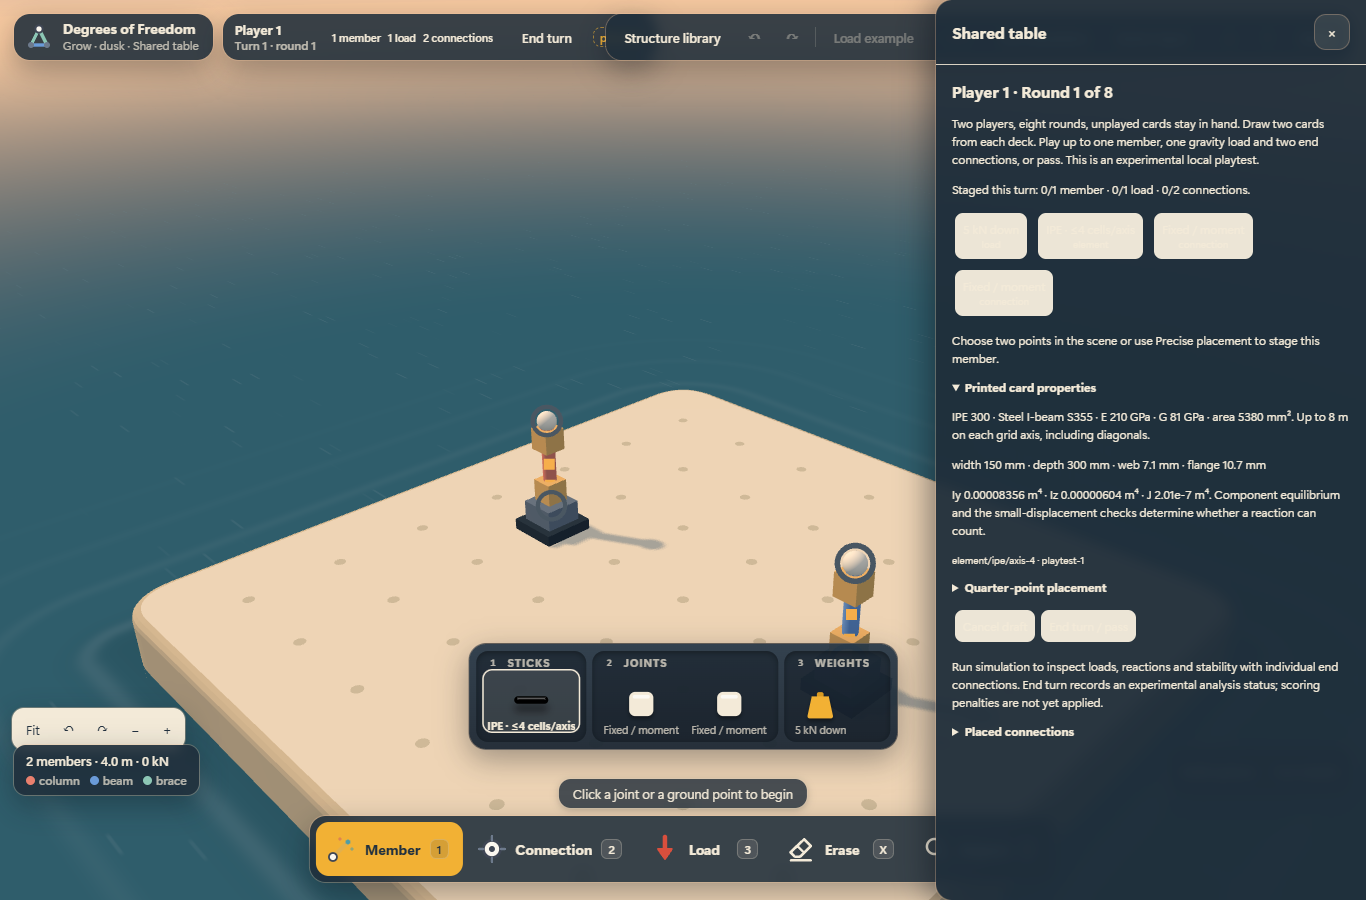 Degrees of Freedom
Grow · dusk · Shared table
Player 1
Turn 1 · round 1
1 member 1 load 2 connections
End turn
Structure library
Load example
Shared table
×
Player 1 · Round 1 of 8
Two players, eight rounds, unplayed cards stay in hand. Draw two cards
from each deck. Play up to one member, one gravity load and two end
connections, or pass. This is an experimental local playtest.
Staged this turn: 0/1 member · 0/1 load · 0/2 connections.
Choose two points in the scene or use Precise placement to stage this
member.
▼ Printed card properties
IPE 300 · Steel I-beam S355 · E 210 GPa · G 81 GPa · area 5380 mm². Up to 8 m
on each grid axis, including diagonals.
width 150 mm · depth 300 mm · web 7.1 mm · flange 10.7 mm
Iy 0.00008356 m⁴ · Iz 0.00000604 m⁴ · J 2.01e-7 m⁴. Component equilibrium
and the small-displacement checks determine whether a reaction can
count.
element/ipe/axis-4 · playtest-1
▶ Quarter-point placement
Run simulation to inspect loads, reactions and stability with individual end
connections. End turn records an experimental analysis status; scoring
penalties are not yet applied.
▶ Placed connections
1 STICKS
IPE · ≤4 cells/axis
2 JOINTS
Fixed / moment
Fixed / moment
3 WEIGHTS
5 kN down
Fit
−
+
2 members · 4.0 m · 0 kN
column
beam
brace
Click a joint or a ground point to begin
Member 1
Connection 2
Load 3
Erase X